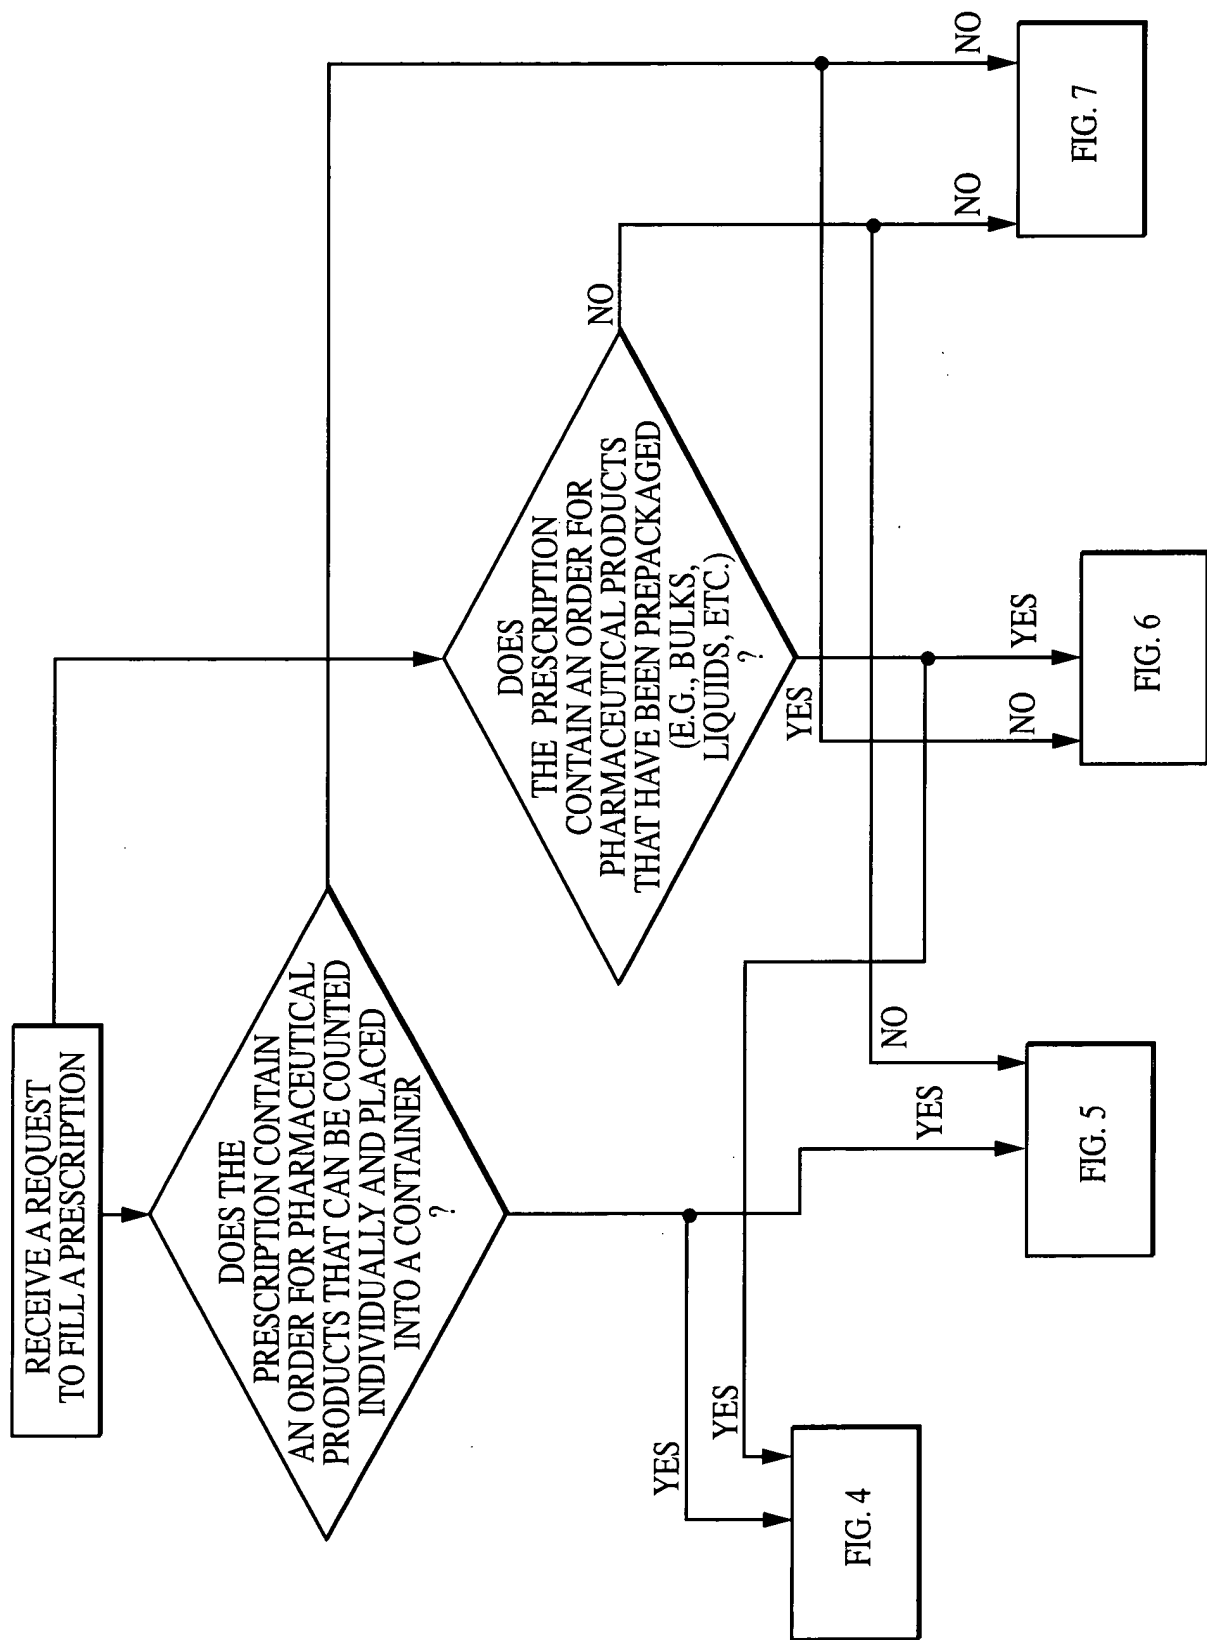 RECEIVE A REQUEST
TO FILL A PRESCRIPTION
DOES THE
PRESCRIPTION CONTAIN
AN ORDER FOR PHARMACEUTICAL
PRODUCTS THAT CAN BE COUNTED
INDIVIDUALLY AND PLACED
INTO A CONTAINER
?
DOES
THE PRESCRIPTION
CONTAIN AN ORDER FOR
PHARMACEUTICAL PRODUCTS
THAT HAVE BEEN PREPACKAGED
(E.G., BULKS,
LIQUIDS, ETC.)
?
NO
YES
YES
YES
FIG. 4
YES
NO
FIG. 5
NO
YES
FIG. 6
NO
NO
FIG. 7